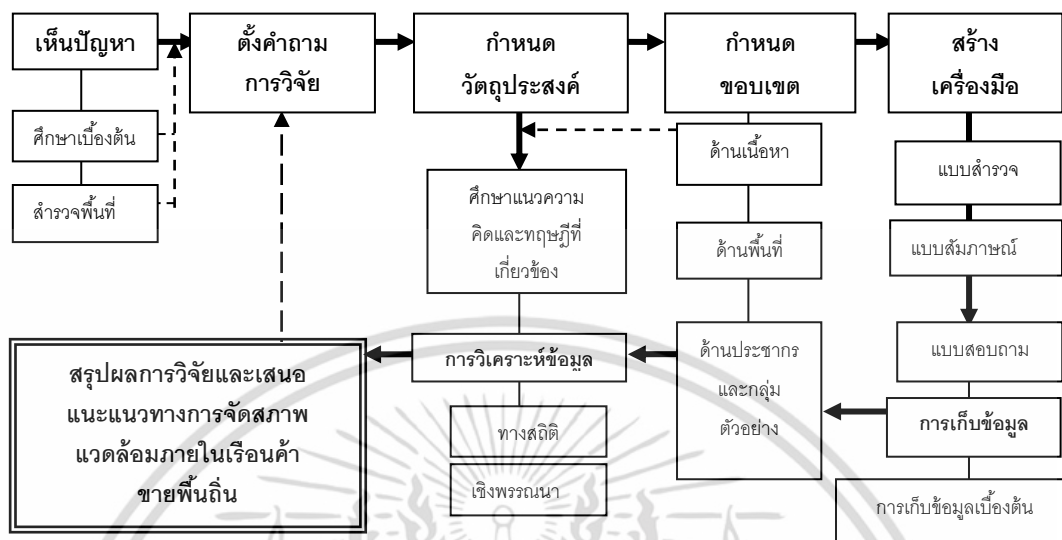 เห็นปัญหา
ศึกษาเบื้องต้น
สำรวจพื้นที่
ตั้งคำถาม
การวิจัย
กำหนด
วัตถุประสงค์
กำหนด
ขอบเขต
สร้าง
เครื่องมือ
ศึกษาแนวความ
คิดและทฤษฎีที่
เกี่ยวข้อง
ด้านเนื้อหา
ด้านพื้นที่
ด้านประชากร
และกลุ่ม
ตัวอย่าง
แบบสำรวจ
แบบสัมภาษณ์
แบบสอบถาม
การเก็บข้อมูล
การเก็บข้อมูลเบื้องต้น
การวิเคราะห์ข้อมูล
ทางสถิติ
เชิงพรรณนา
สรุปผลการวิจัยและเสนอ
แนะแนวทางการจัดสภาพ
แวดล้อมภายในเรือนค้า
ขายพื้นถิ่น